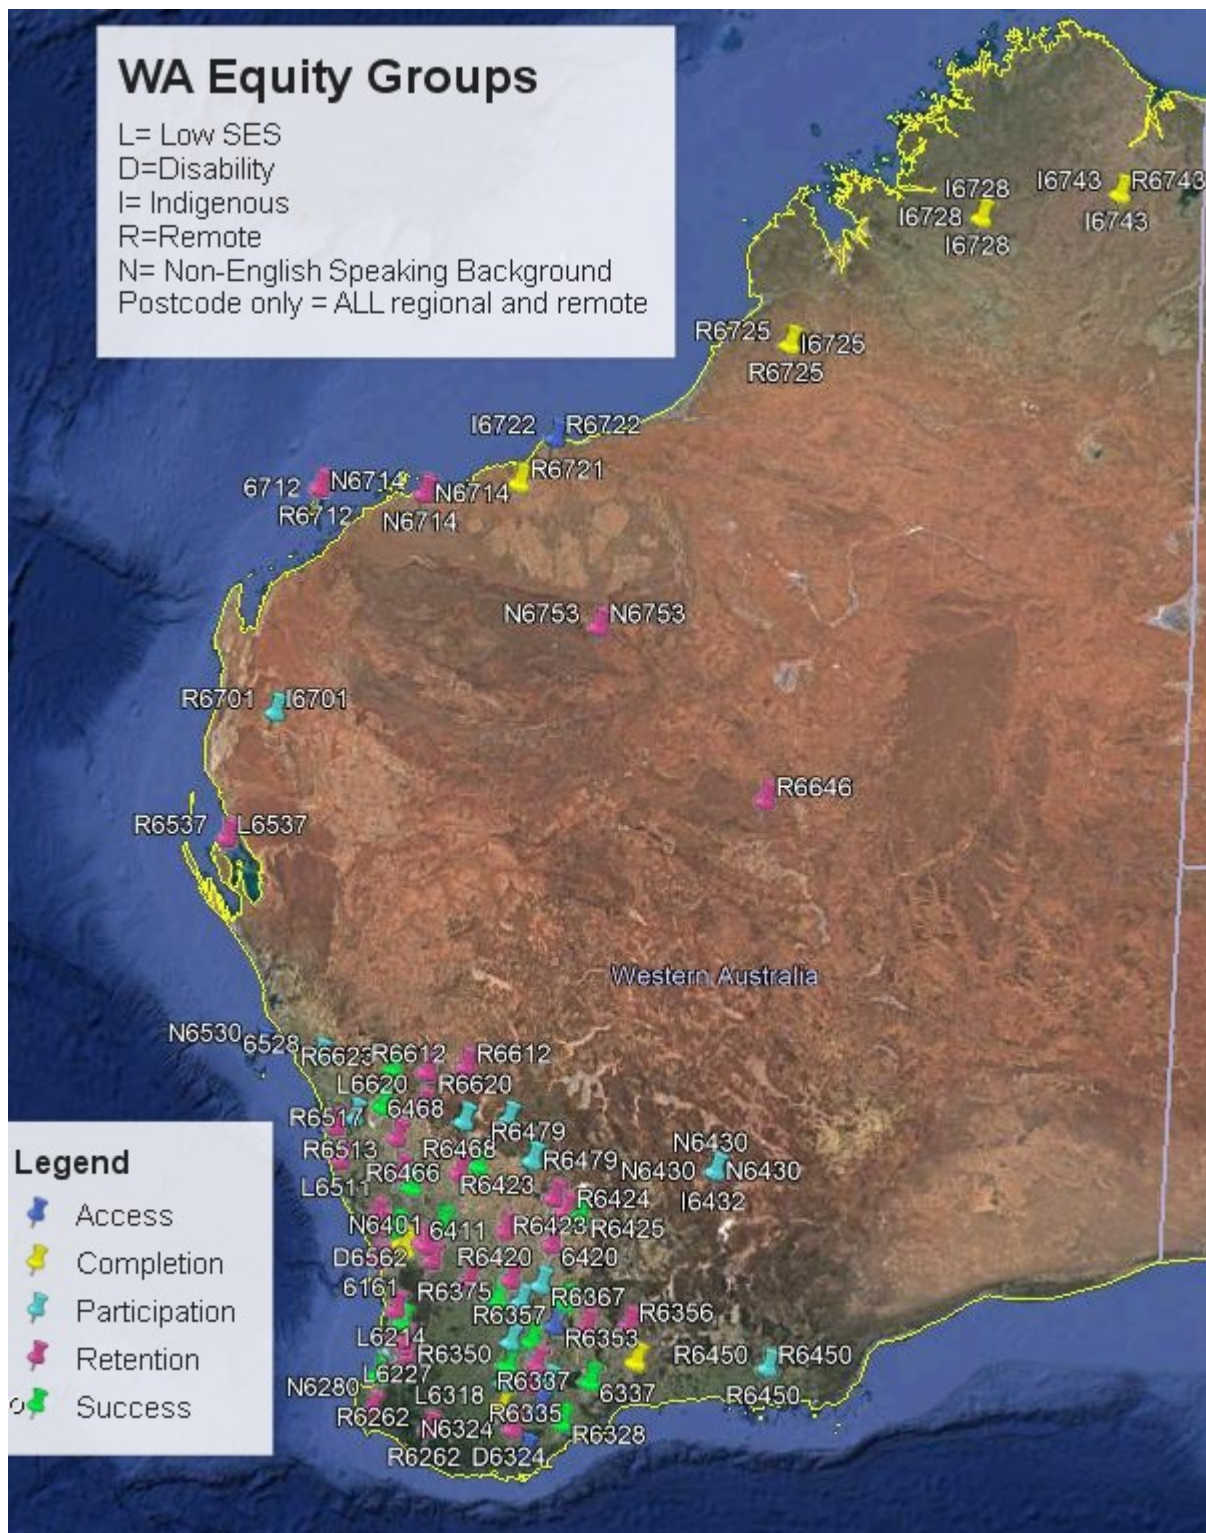 WA Equity Groups
L= Low SES
D=Disability
I= Indigenous
R=Remote
N= Non-English Speaking Background
Postcode only = ALL regional and remote
I6728
I6743
R6743
I6728
I6743
I6728
R6725
I6725
R6725
I6722
R6722
R6721
6712
N6714
N6714
R6712
N6714
N6753
N6753
R6701
I6701
R6646
R6537
L6537
Western Australia
N6530
6528
R6623
R6612
R6612
L6620
R6620
6468
R6517
R6479
R6513
R6468
N6430
R6466
R6479
N6430
N6430
L6511
R6423
R6424
I6432
N6401
6411
R6423
R6425
D6562
R6420
6420
6161
R6375
R6367
R6357
R6356
L6214
R6353
R6350
R6450
R6450
L6227
R6337
N6280
L6318
6337
R6450
R6262
R6335
N6324
R6328
R6262
D6324
Legend
Access
Completion
Participation
Retention
Success